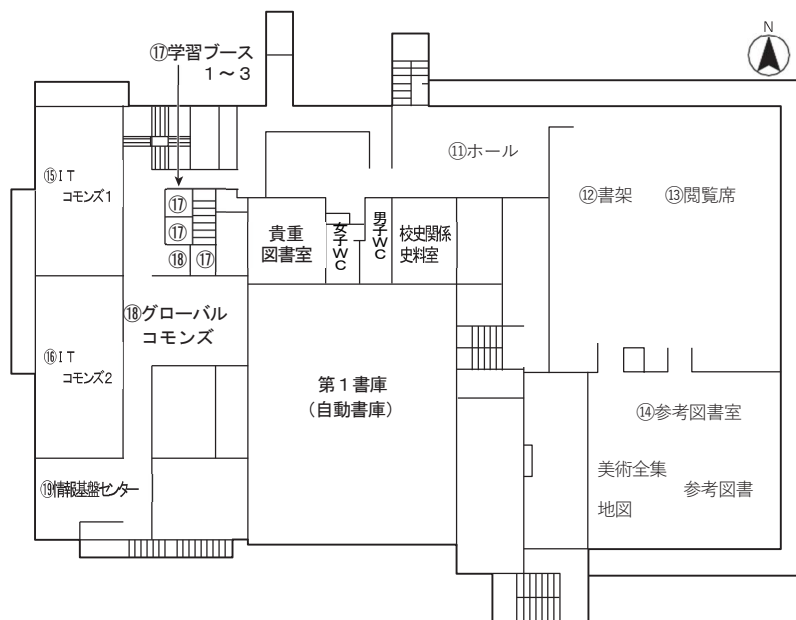 ⑰学習ブース
1~3
N
⑪ホール
⑮IT
コモンズ1
⑫書架
⑬閲覧席
⑰
⑰
⑱
⑰
貴重
図書室
女子WC
男子WC
校史関係
史料室
⑱グローバル
コモンズ
⑯IT
コモンズ2
第1書庫
(自動書庫)
⑭参考図書室
美術全集
地図
参考図書
⑲情報基盤センター